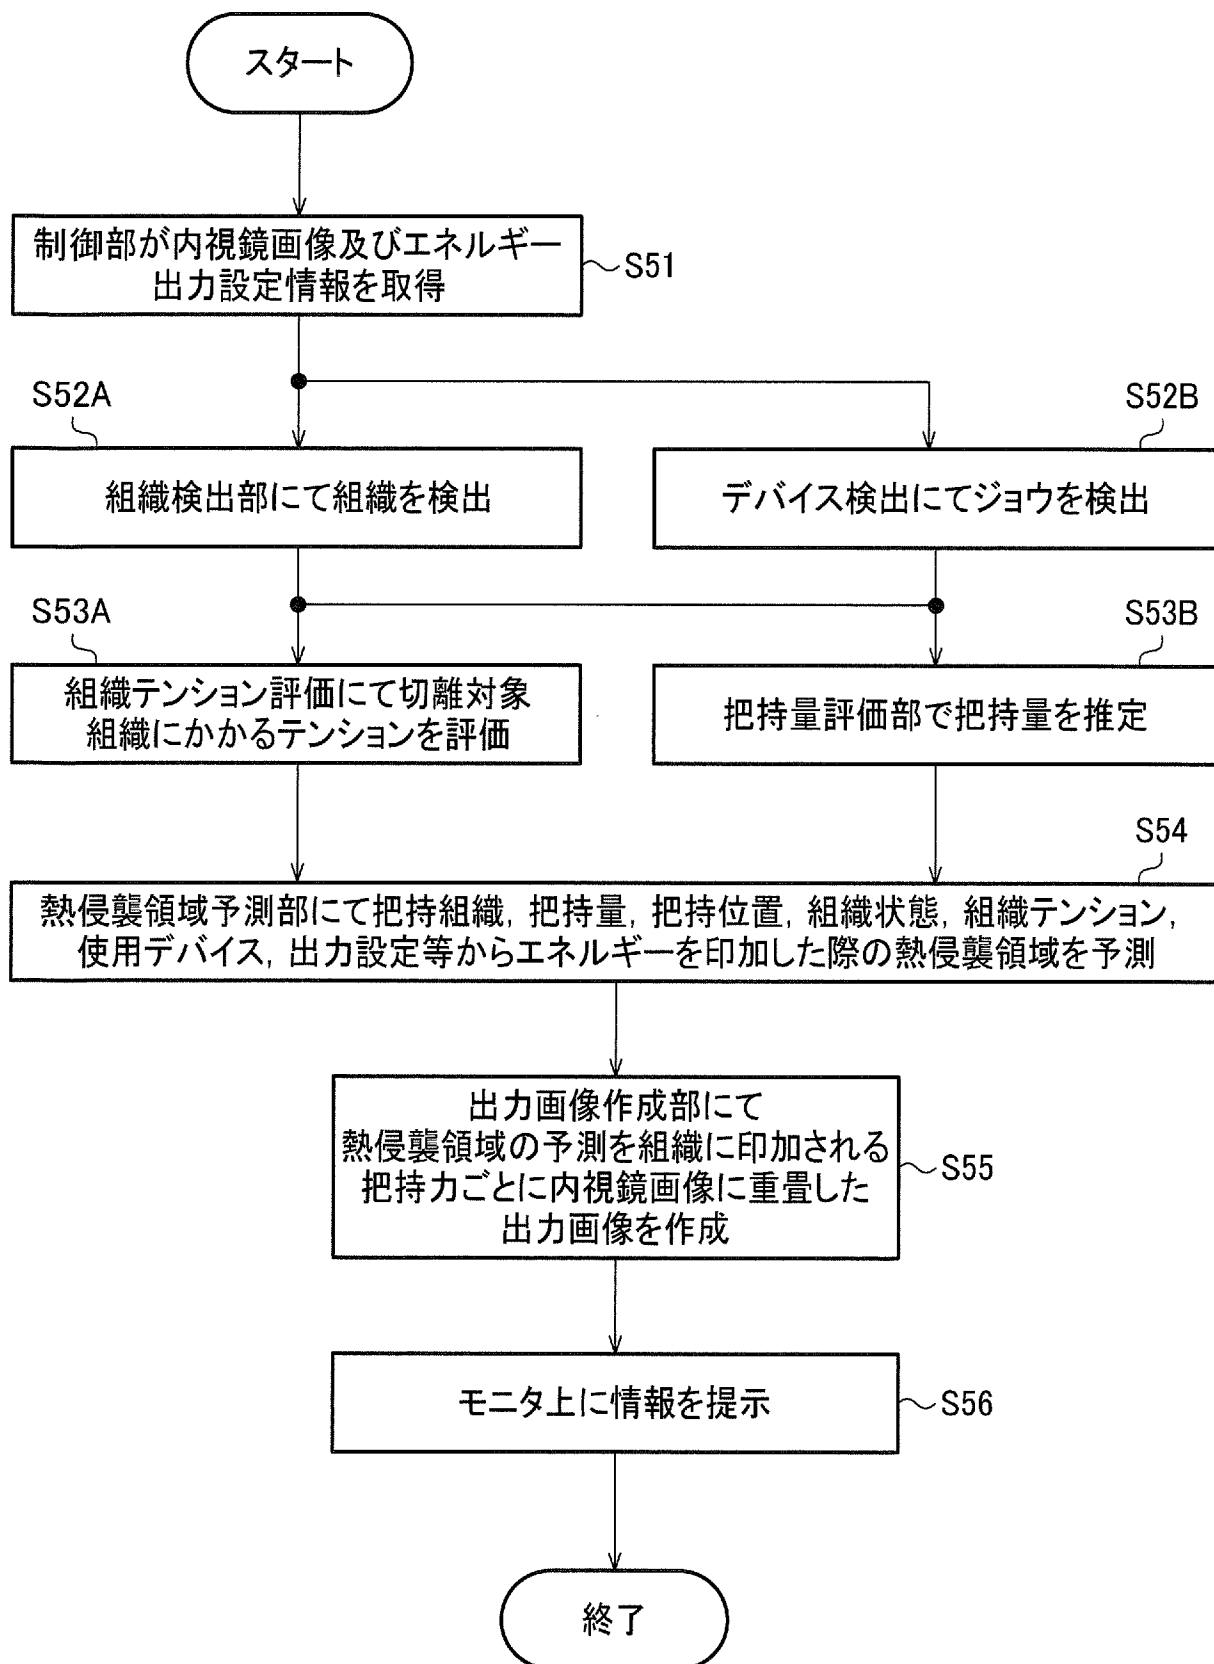 スタート
制御部が内視鏡画像及びエネルギー
出力設定情報を取得
S51
S52A
S52B
組織検出部にて組織を検出
デバイス検出にてジョウを検出
S53A
S53B
組織テンション評価にて切離対象
組織にかかるテンションを評価
把持量評価部で把持量を推定
S54
熱侵襲領域予測部にて把持組織, 把持量, 把持位置, 組織状態, 組織テンション,
使用デバイス, 出力設定等からエネルギーを印加した際の熱侵襲領域を予測
出力画像作成部にて
熱侵襲領域の予測を組織に印加される
把持力ごとに内視鏡画像に重畳した
出力画像を作成
S55
モニタ上に情報を提示
S56
終了